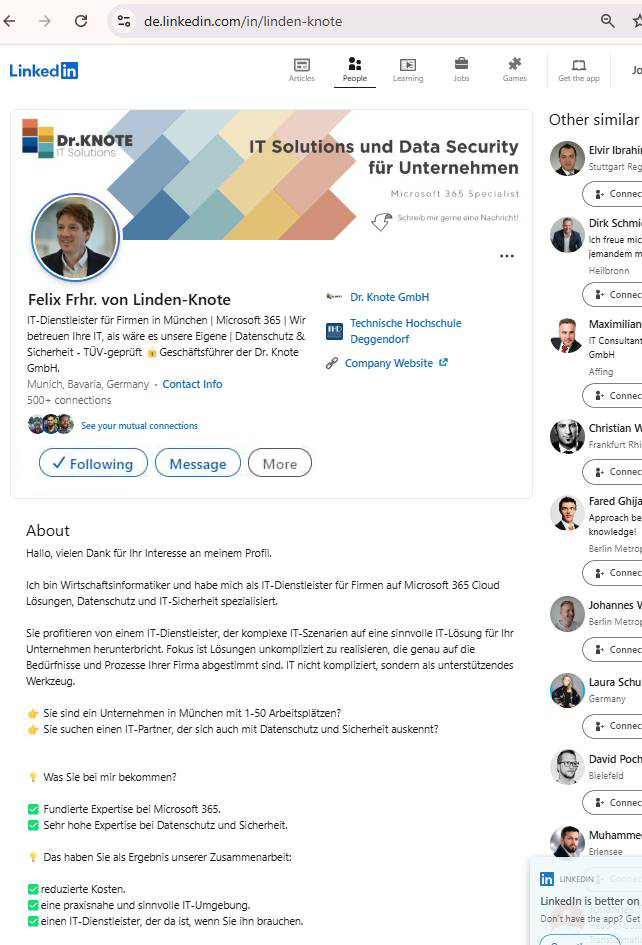 de.linkedin.com/in/linden-knote
Linkedin
Articles
People
Learning
Jobs
Games
Get the app
Dr.KNOTE
IT Solutions
IT Solutions und Data Security
für Unternehmen
Microsoft 365 Specialist
Schreib mir gerne eine Nachricht!
Felix Frhr. von Linden-Knote
IT-Dienstleister für Firmen in München | Microsoft 365 | Wir
betreuen Ihre IT, als wäre es unsere Eigene | Datenschutz &
Sicherheit - TÜV-geprüft 🔒 Geschäftsführer der Dr. Knote
GmbH.
Munich, Bavaria, Germany · Contact Info
500+ connections
See your mutual connections
Dr. Knote GmbH
Technische Hochschule
Deggendorf
Company Website
✓ Following
Message
More
About
Hallo, vielen Dank für Ihr Interesse an meinem Profil.
Ich bin Wirtschaftsinformatiker und habe mich als IT-Dienstleister für Firmen auf Microsoft 365 Cloud
Lösungen, Datenschutz und IT-Sicherheit spezialisiert.
Sie profitieren von einem IT-Dienstleister, der komplexe IT-Szenarien auf eine sinnvolle IT-Lösung für Ihr
Unternehmen herunterbricht. Fokus ist Lösungen unkompliziert zu realisieren, die genau auf die
Bedürfnisse und Prozesse Ihrer Firma abgestimmt sind. IT nicht kompliziert, sondern als unterstützendes
Werkzeug.
👉 Sie sind ein Unternehmen in München mit 1-50 Arbeitsplätzen?
👉 Sie suchen einen IT-Partner, der sich auch mit Datenschutz und Sicherheit auskennt?
💡 Was Sie bei mir bekommen?
✅ Fundierte Expertise bei Microsoft 365.
✅ Sehr hohe Expertise bei Datenschutz und Sicherheit.
💡 Das haben Sie als Ergebnis unserer Zusammenarbeit:
✅ reduzierte Kosten.
✅ eine praxisnahe und sinnvolle IT-Umgebung.
✅ einen IT-Dienstleister, der da ist, wenn Sie ihn brauchen.
Other similar
Elvir Ibrahi
Stuttgart Reg
Connec
Dirk Schmi
Ich freue mic
jemandem m
Heilbronn
Connec
Maximilian
IT Consultant
GmbH
Affing
Connec
Christian W
Frankfurt Rhi
Connec
Fared Ghija
Approach be
knowledge!
Berlin Metrop
Connec
Johannes W
Berlin Metrop
Connec
Laura Schu
Germany
Connec
David Poch
Bielefeld
Connec
Muhamme
Erlensee
LINKEDIN
LinkedIn is better on
Don't have the app? Get